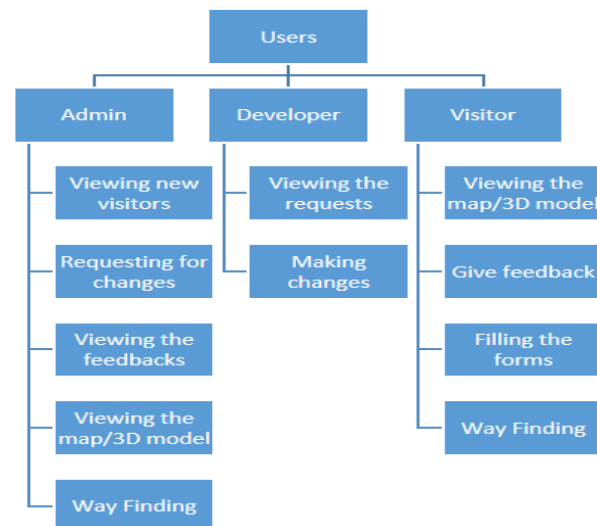 Users
Admin
Developer
Visitor
Viewing new
visitors
Requesting for
changes
Viewing the
feedbacks
Viewing the
map/3D model
Way Finding
Viewing the
requests
Making
changes
Viewing the
map/3D model
Give feedback
Filling the
forms
Way Finding